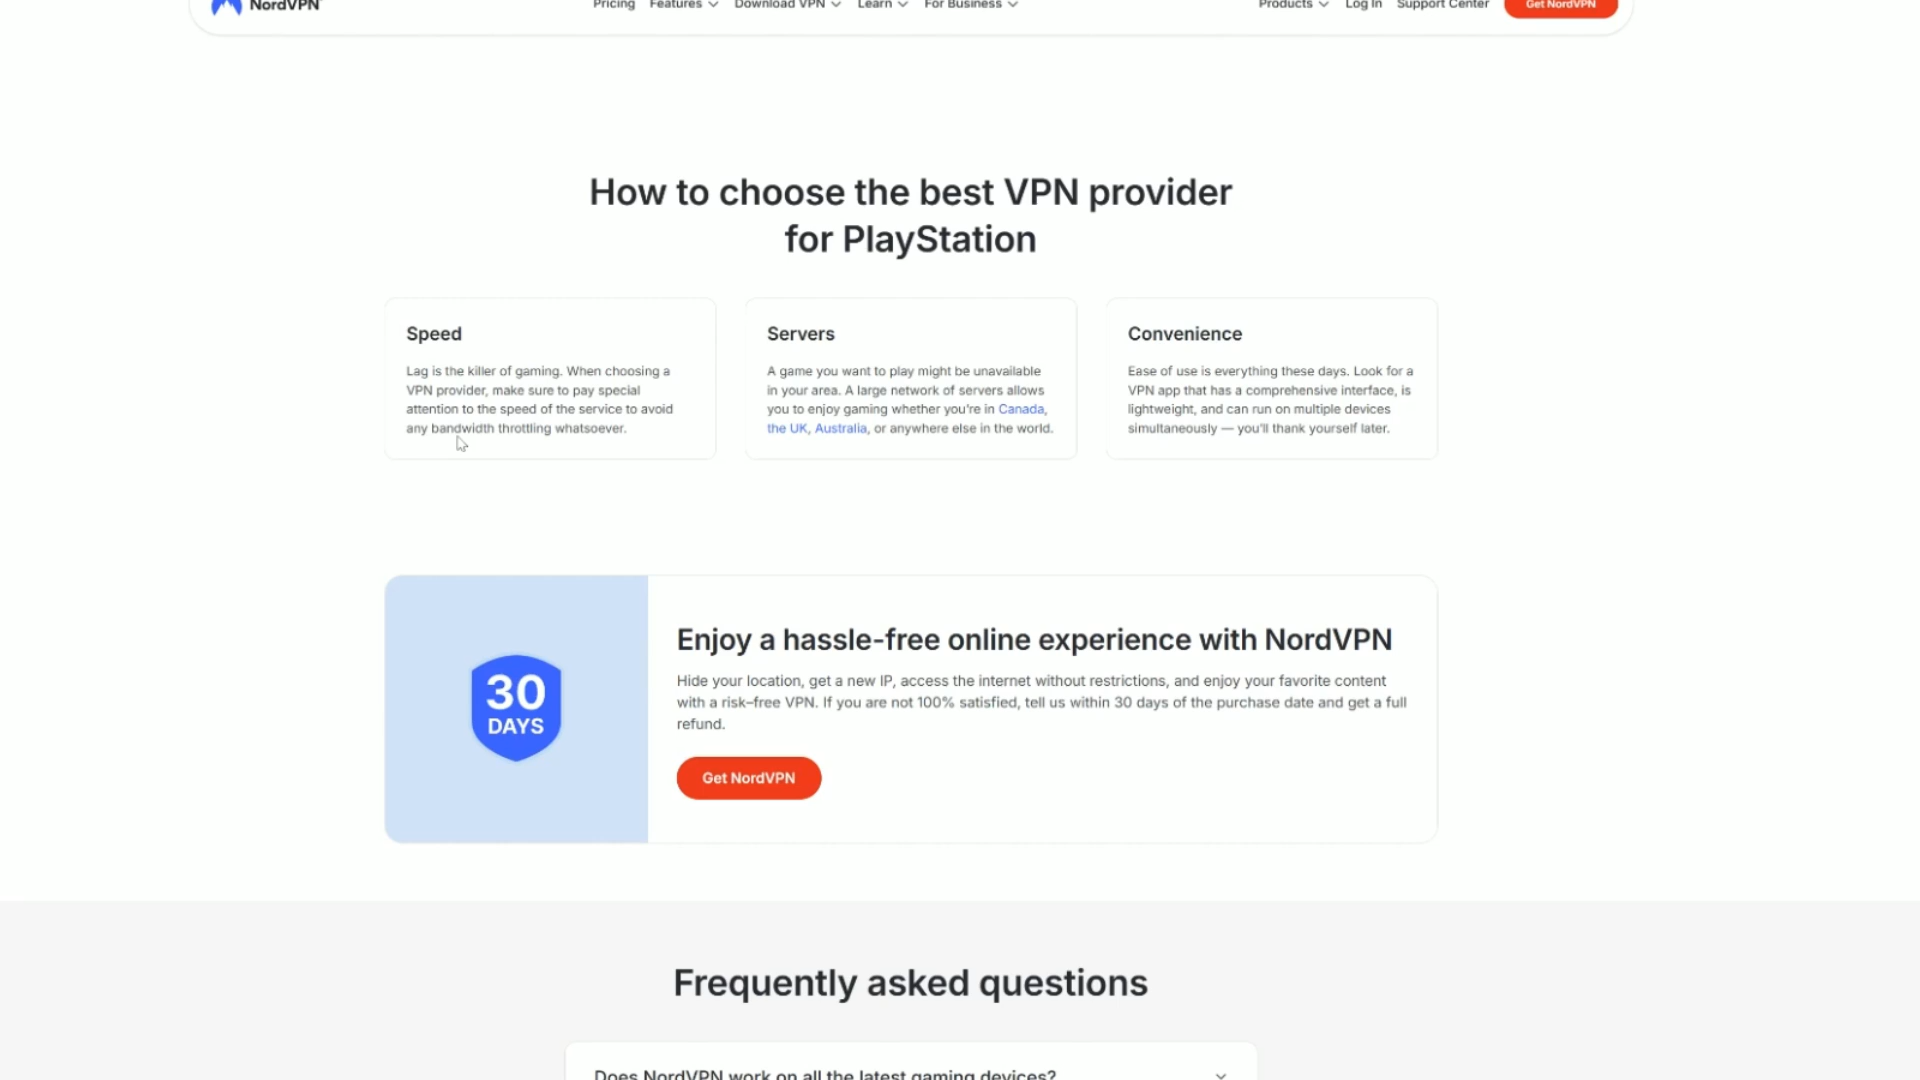 NordVPN
Pricing Features Download VPN Learn For Business Products Log In Support Center Get NordVPN
How to choose the best VPN provider
for PlayStation
Speed
Lag is the killer of gaming. When choosing a
VPN provider, make sure to pay special
attention to the speed of the service to avoid
any bandwidth throttling whatsoever.
Servers
A game you want to play might be unavailable
in your area. A large network of servers allows
you to enjoy gaming whether you're in Canada,
the UK, Australia, or anywhere else in the world.
Convenience
Ease of use is everything these days. Look for a
VPN app that has a comprehensive interface, is
lightweight, and can run on multiple devices
simultaneously — you'll thank yourself later.
30
DAYS
Enjoy a hassle-free online experience with NordVPN
Hide your location, get a new IP, access the internet without restrictions, and enjoy your favorite content
with a risk–free VPN. If you are not 100% satisfied, tell us within 30 days of the purchase date and get a full
refund.
Get NordVPN
Frequently asked questions
Does NordVPN work on all the latest gaming devices?